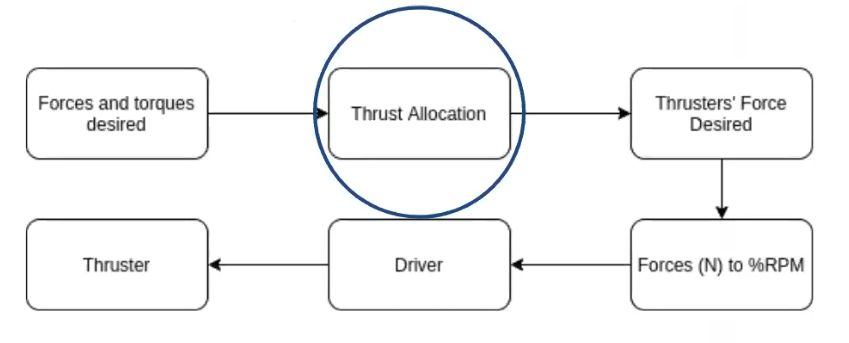 Forces and torques
desired
Thrust Allocation
Thrusters' Force
Desired
Thruster
Driver
Forces (N) to %RPM